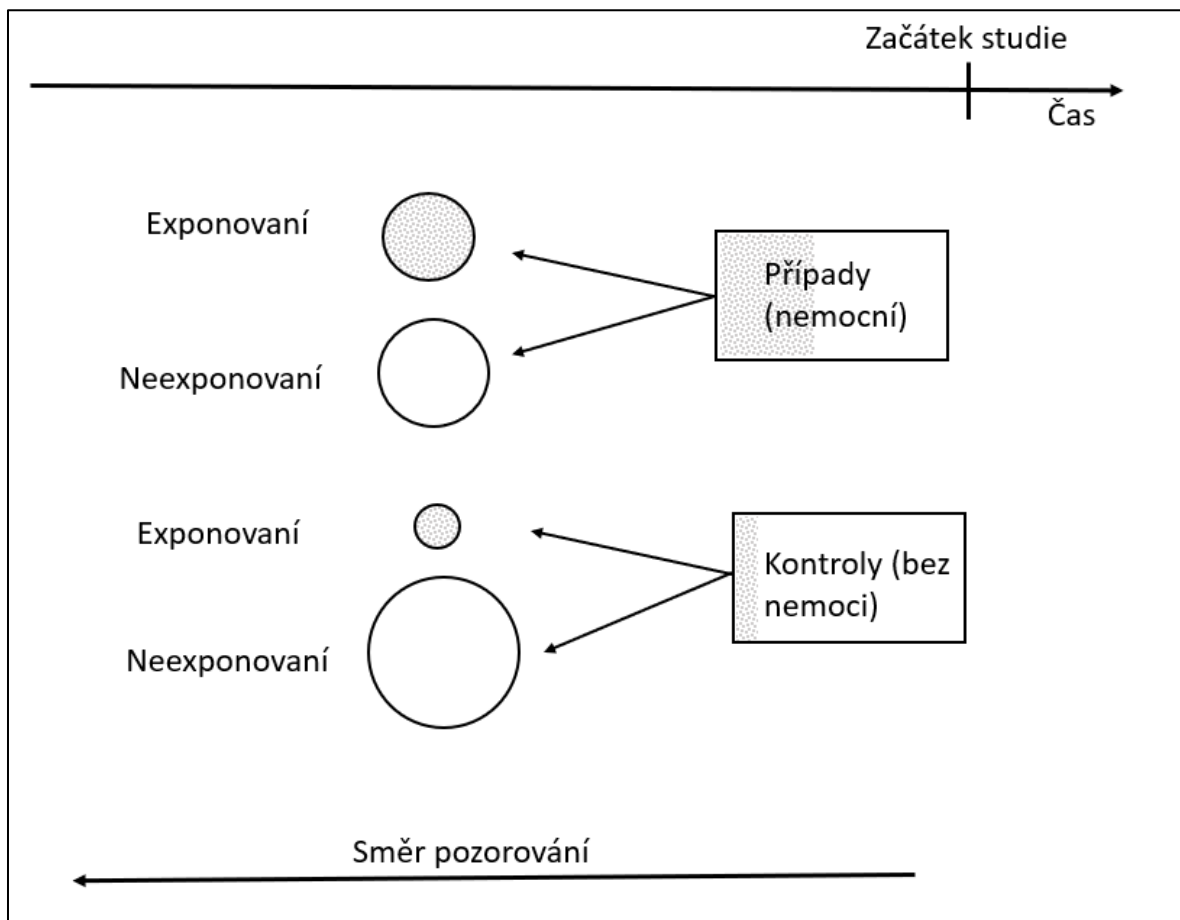 Začátek studie
Čas
Exponovaní
Případy
(nemocní)
Neexponovaní
Exponovaní
Kontroly (bez
nemoci)
Neexponovaní
Směr pozorování